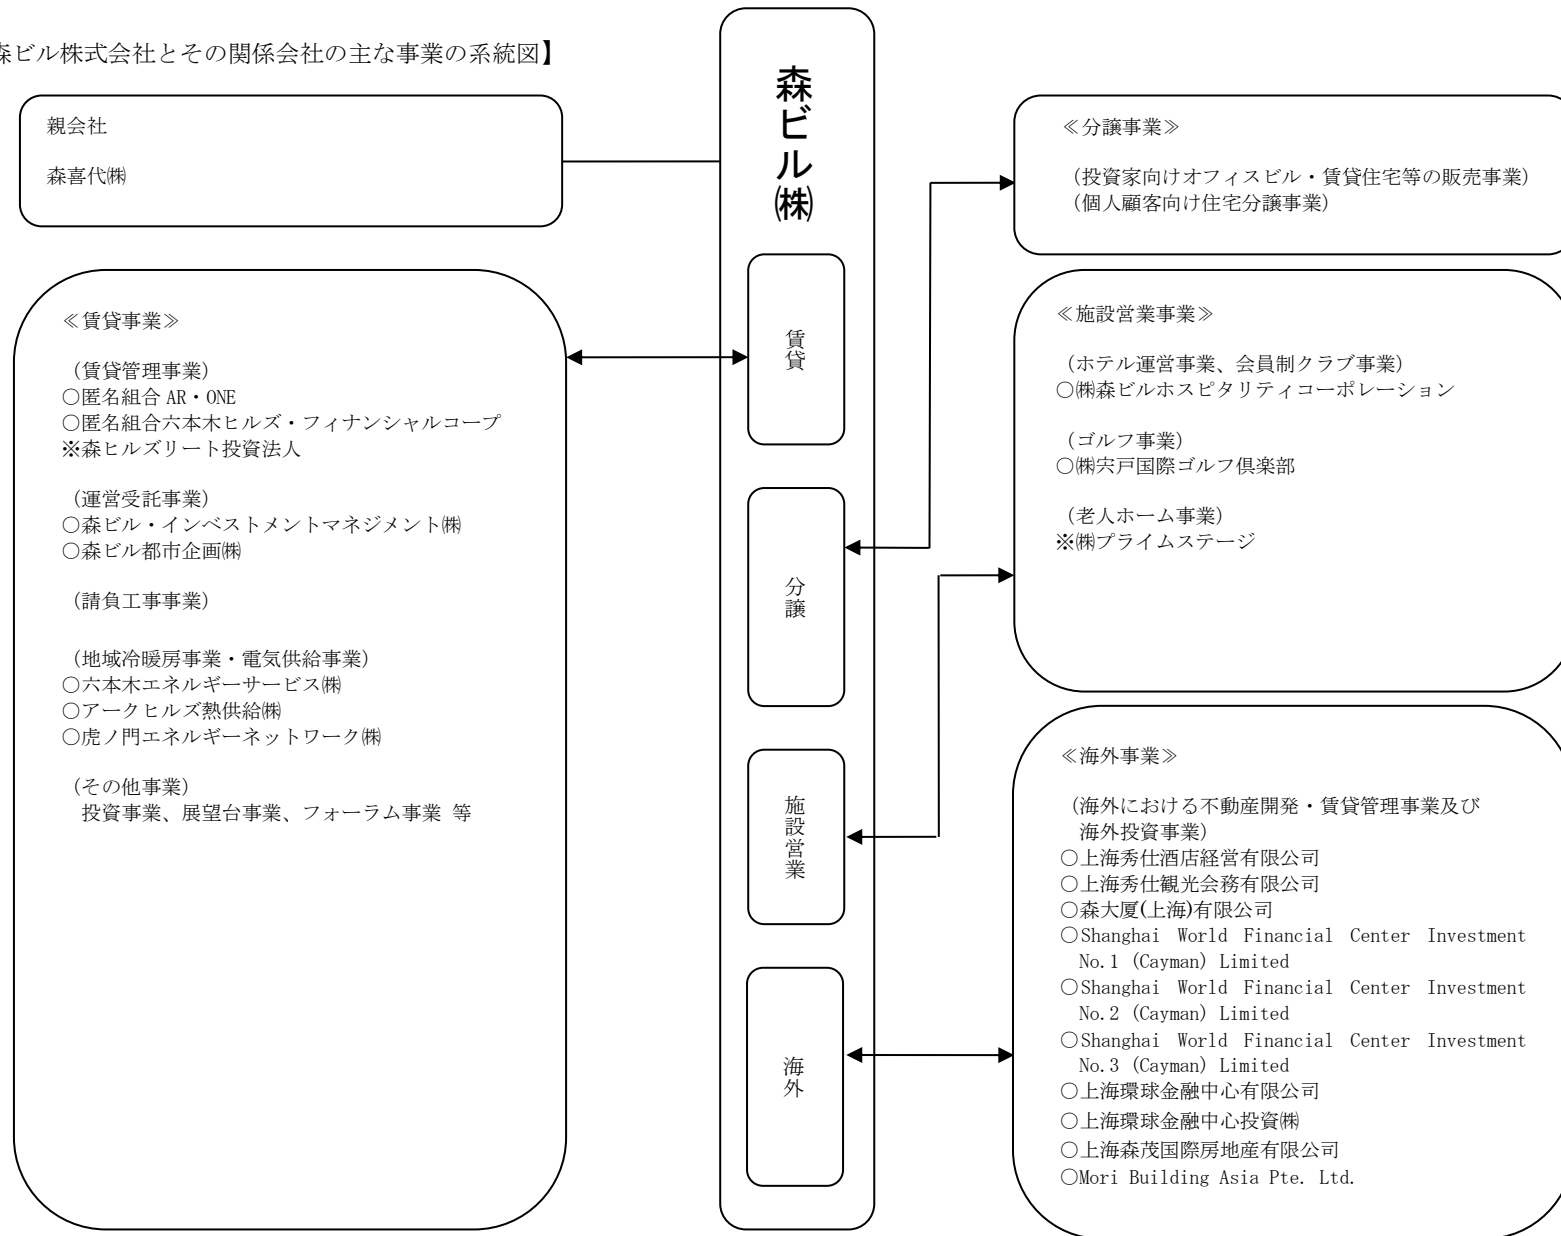 森ビル株式会社とその関係会社の主な事業の系統図】
親会社
森喜代㈱
≪賃貸事業≫
（賃貸管理事業）
○匿名組合 AR・ONE
○匿名組合六本木ヒルズ・フィナンシャルコープ
※森ヒルズリート投資法人
（運営受託事業）
○森ビル・インベストメントマネジメント㈱
○森ビル都市企画㈱
（請負工事事業）
（地域冷暖房事業・電気供給事業）
○六本木エネルギーサービス㈱
○アークヒルズ熱供給㈱
○虎ノ門エネルギーネットワーク㈱
（その他事業）
投資事業、展望台事業、フォーラム事業 等
森ビル㈱
賃貸
分譲
施設営業
海外
≪分譲事業≫
（投資家向けオフィスビル・賃貸住宅等の販売事業）
（個人顧客向け住宅分譲事業）
≪施設営業事業≫
（ホテル運営事業、会員制クラブ事業）
○㈱森ビルホスピタリティコーポレーション
（ゴルフ事業）
○㈱宍戸国際ゴルフ倶楽部
（老人ホーム事業）
※㈱プライムステージ
≪海外事業≫
（海外における不動産開発・賃貸管理事業及び
海外投資事業）
○上海秀仕酒店経営有限公司
○上海秀仕観光会務有限公司
○森大厦(上海)有限公司
○Shanghai World Financial Center Investment
No.1 (Cayman) Limited
○Shanghai World Financial Center Investment
No.2 (Cayman) Limited
○Shanghai World Financial Center Investment
No.3 (Cayman) Limited
○上海環球金融中心有限公司
○上海環球金融中心投資㈱
○上海森茂国際房地産有限公司
○Mori Building Asia Pte. Ltd.